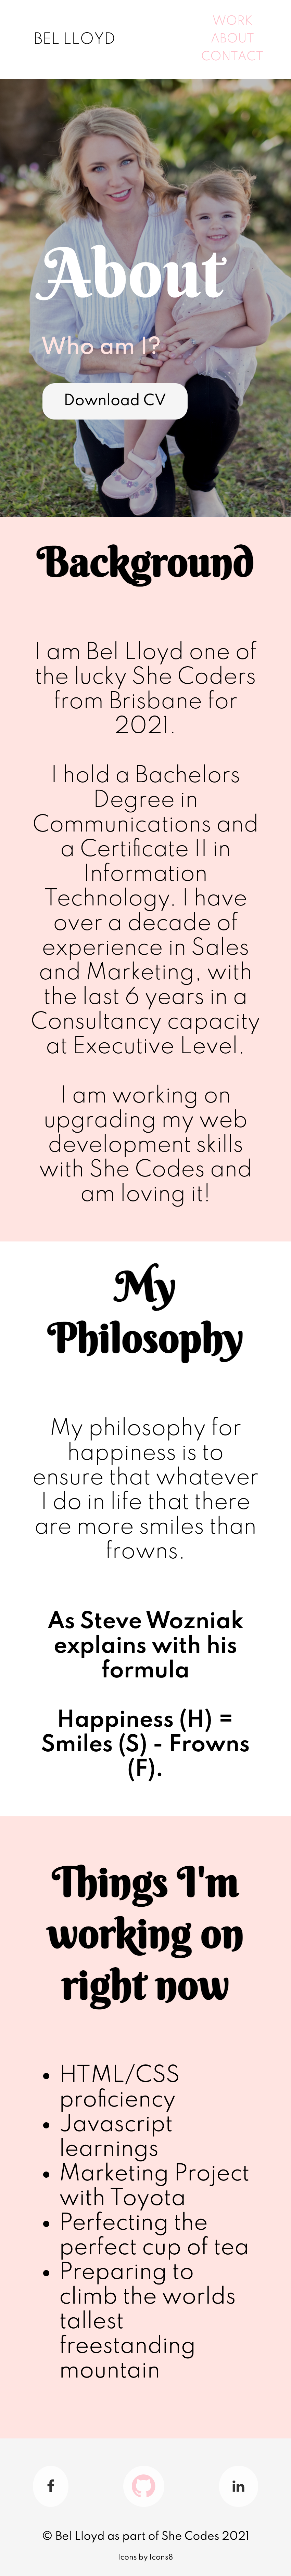 BEL LLOYD
WORK
ABOUT
CONTACT
About
Who am I?
Download CV
Background
I am Bel Lloyd one of
the lucky She Coders
from Brisbane for
2021.
I hold a Bachelors
Degree in
Communications and
a Certificate II in
Information
Technology. I have
over a decade of
experience in Sales
and Marketing, with
the last 6 years in a
Consultancy capacity
at Executive Level.
I am working on
upgrading my web
development skills
with She Codes and
am loving it!
My
Philosophy
My philosophy for
happiness is to
ensure that whatever
I do in life that there
are more smiles than
frowns.
As Steve Wozniak
explains with his
formula
Happiness (H) =
Smiles (S) - Frowns
(F).
Things I'm
working on
right now
• HTML/CSS
proficiency
• Javascript
learnings
• Marketing Project
with Toyota
• Perfecting the
perfect cup of tea
• Preparing to
climb the worlds
tallest
freestanding
mountain
© Bel Lloyd as part of She Codes 2021
Icons by Icons8